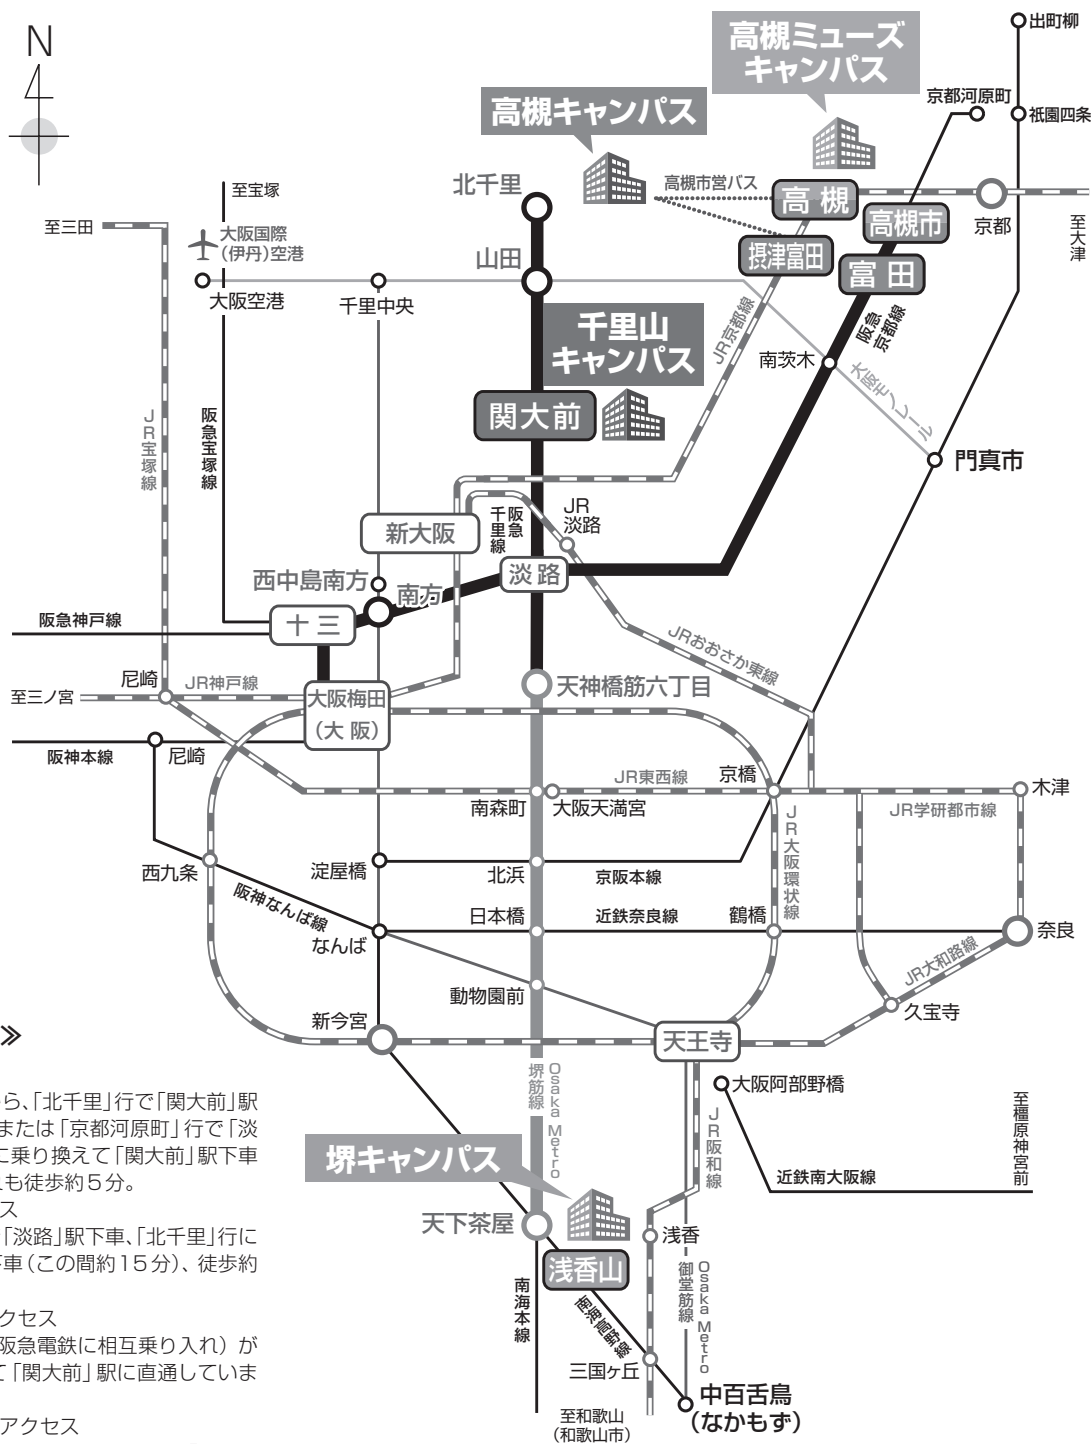 N
高槻ミューズ
キャンパス
出町柳
高槻キャンパス
京都河原町
祇園四条
北千里
高槻市営バス
高槻
高槻市
京都
至大津
至宝塚
至三田
大阪国際
(伊丹)空港
山田
摂津富田
富田
大阪空港
千里中央
千里山
キャンパス
JR京都線
阪急
京都線
南茨木
大阪モノレール
関大前
JR宝塚線
阪急宝塚線
門真市
新大阪
阪急
千里線
JR
淡路
西中島南方
南方
淡路
阪急神戸線
十三
JRおおさか東線
尼崎
JR神戸線
至三ノ宮
大阪梅田
(大阪)
天神橋筋六丁目
阪神本線
尼崎
JR東西線
京橋
木津
南森町
大阪天満宮
JR学研都市線
JR大阪環状線
西九条
淀屋橋
北浜
京阪本線
阪神なんば線
日本橋
近鉄奈良線
鶴橋
なんば
奈良
JR大和路線
動物園前
久宝寺
新今宮
天王寺
≫
堺筋線
Osaka Metro
大阪阿部野橋
至橿原神宮前
ら、「北千里」行で「関大前」駅
または「京都河原町」行で「淡
に乗り換えて「関大前」駅下車
も徒歩約5分。
ス
「淡路」駅下車、「北千里」行に
車(この間約15分)、徒歩約
クセス
阪急電鉄に相互乗り入れ)が
て「関大前」駅に直通していま
アクセス
堺キャンパス
JR阪和線
近鉄南大阪線
天下茶屋
浅香
浅香山
御堂筋線
Osaka Metro
南海本線
南海高野線
三国ヶ丘
中百舌鳥
(なかもず)
至和歌山
(和歌山市)